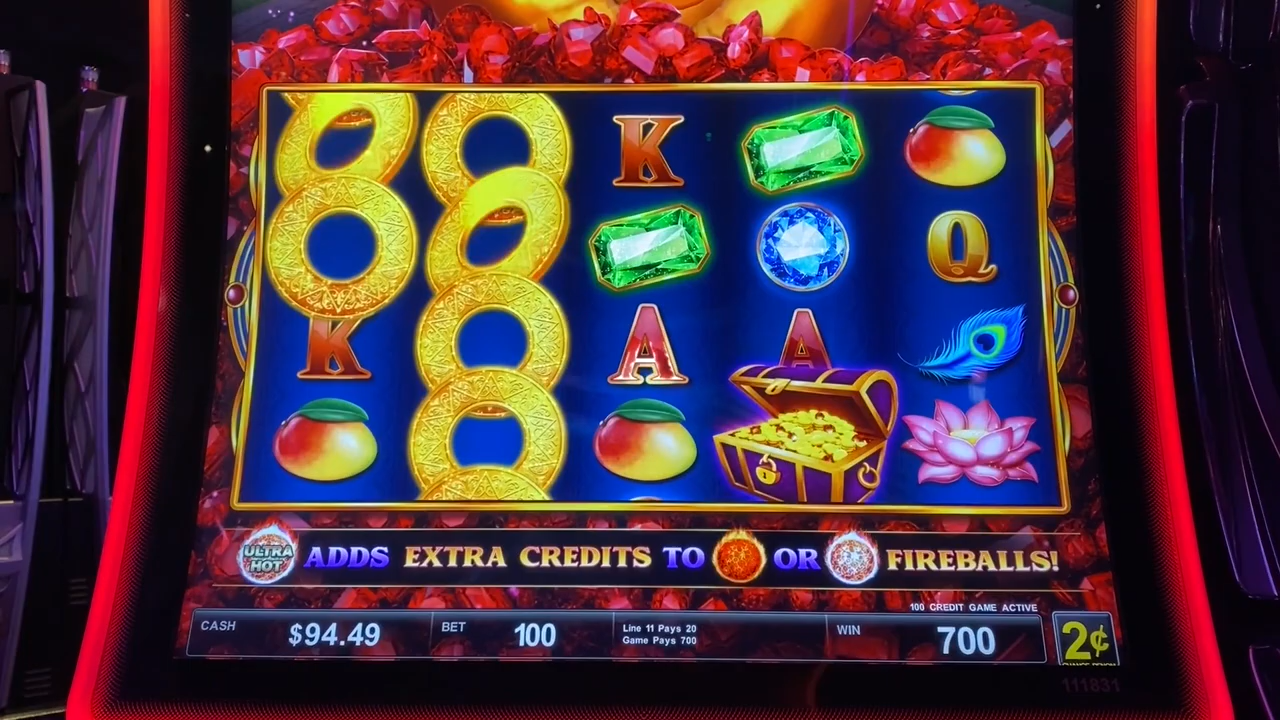 K
Q
K A A
ULTRA HOT ADDS EXTRA CREDITS TO OR FIREBALLS!
100 CREDIT GAME ACTIVE
CASH $94.49 BET 100
Line 11 Pays 20
Game Pays 700
WIN 700
2¢
111831